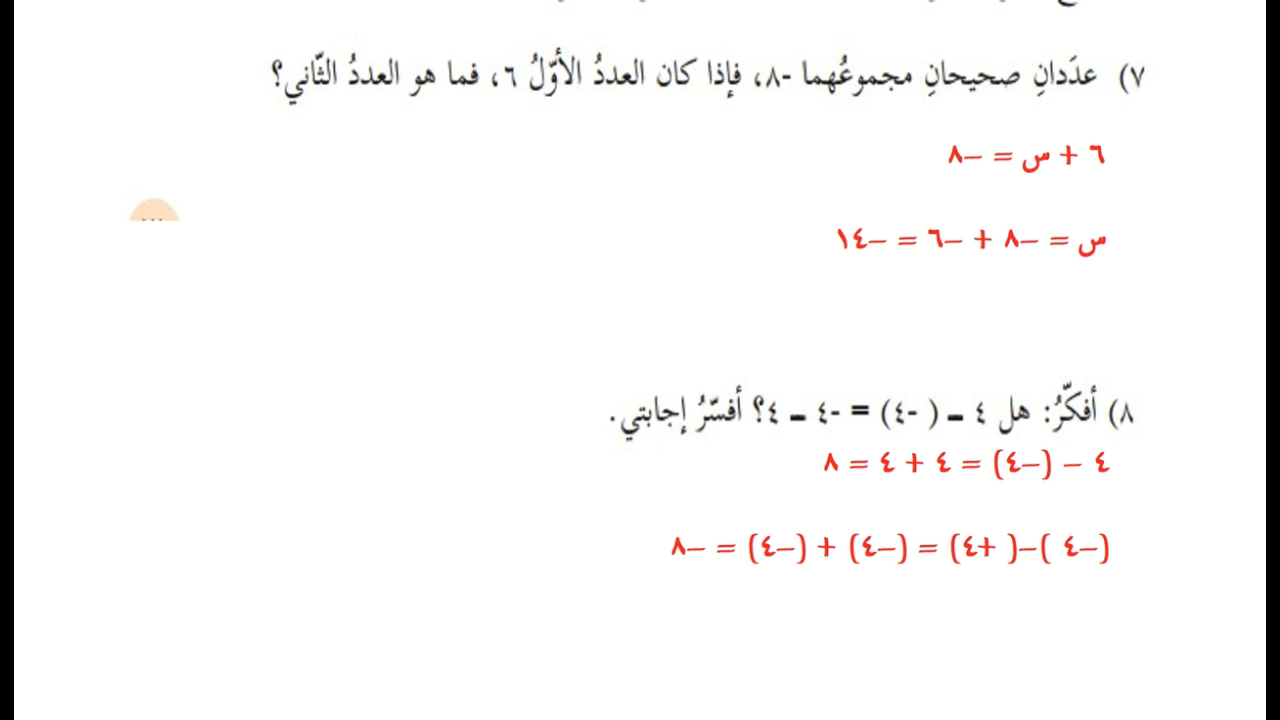 ٧) عدَدانِ صحيحانِ مجموعُهما -٨، فإذا كان العددُ الأوّلُ ٦، فما هو العددُ الثّاني؟
٦ + س = –٨
س = –٨ + –٦ = –١٤
...
٨) أفكّرُ: هل ٤ – ( -٤) = -٤ – ٤؟ أفسّرُ إجابتي.
٤ – (–٤) = ٤ + ٤ = ٨
(–٤ )–( +٤) = (–٤) + (–٤) = –٨